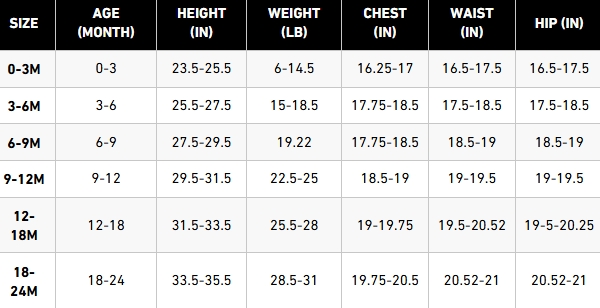 SIZE AGE (MONTH) HEIGHT (IN) WEIGHT (LB) CHEST (IN) WAIST (IN) HIP (IN)
0-3M 0-3 23.5-25.5 6-14.5 16.25-17 16.5-17.5 16.5-17.5
3-6M 3-6 25.5-27.5 15-18.5 17.75-18.5 17.5-18.5 17.5-18.5
6-9M 6-9 27.5-29.5 19.22 17.75-18.5 18.5-19 18.5-19
9-12M 9-12 29.5-31.5 22.5-25 18.5-19 19-19.5 19-19.5
12-18M 12-18 31.5-33.5 25.5-28 19-19.75 19.5-20.52 19-5-20.25
18-24M 18-24 33.5-35.5 28.5-31 19.75-20.5 20.52-21 20.52-21